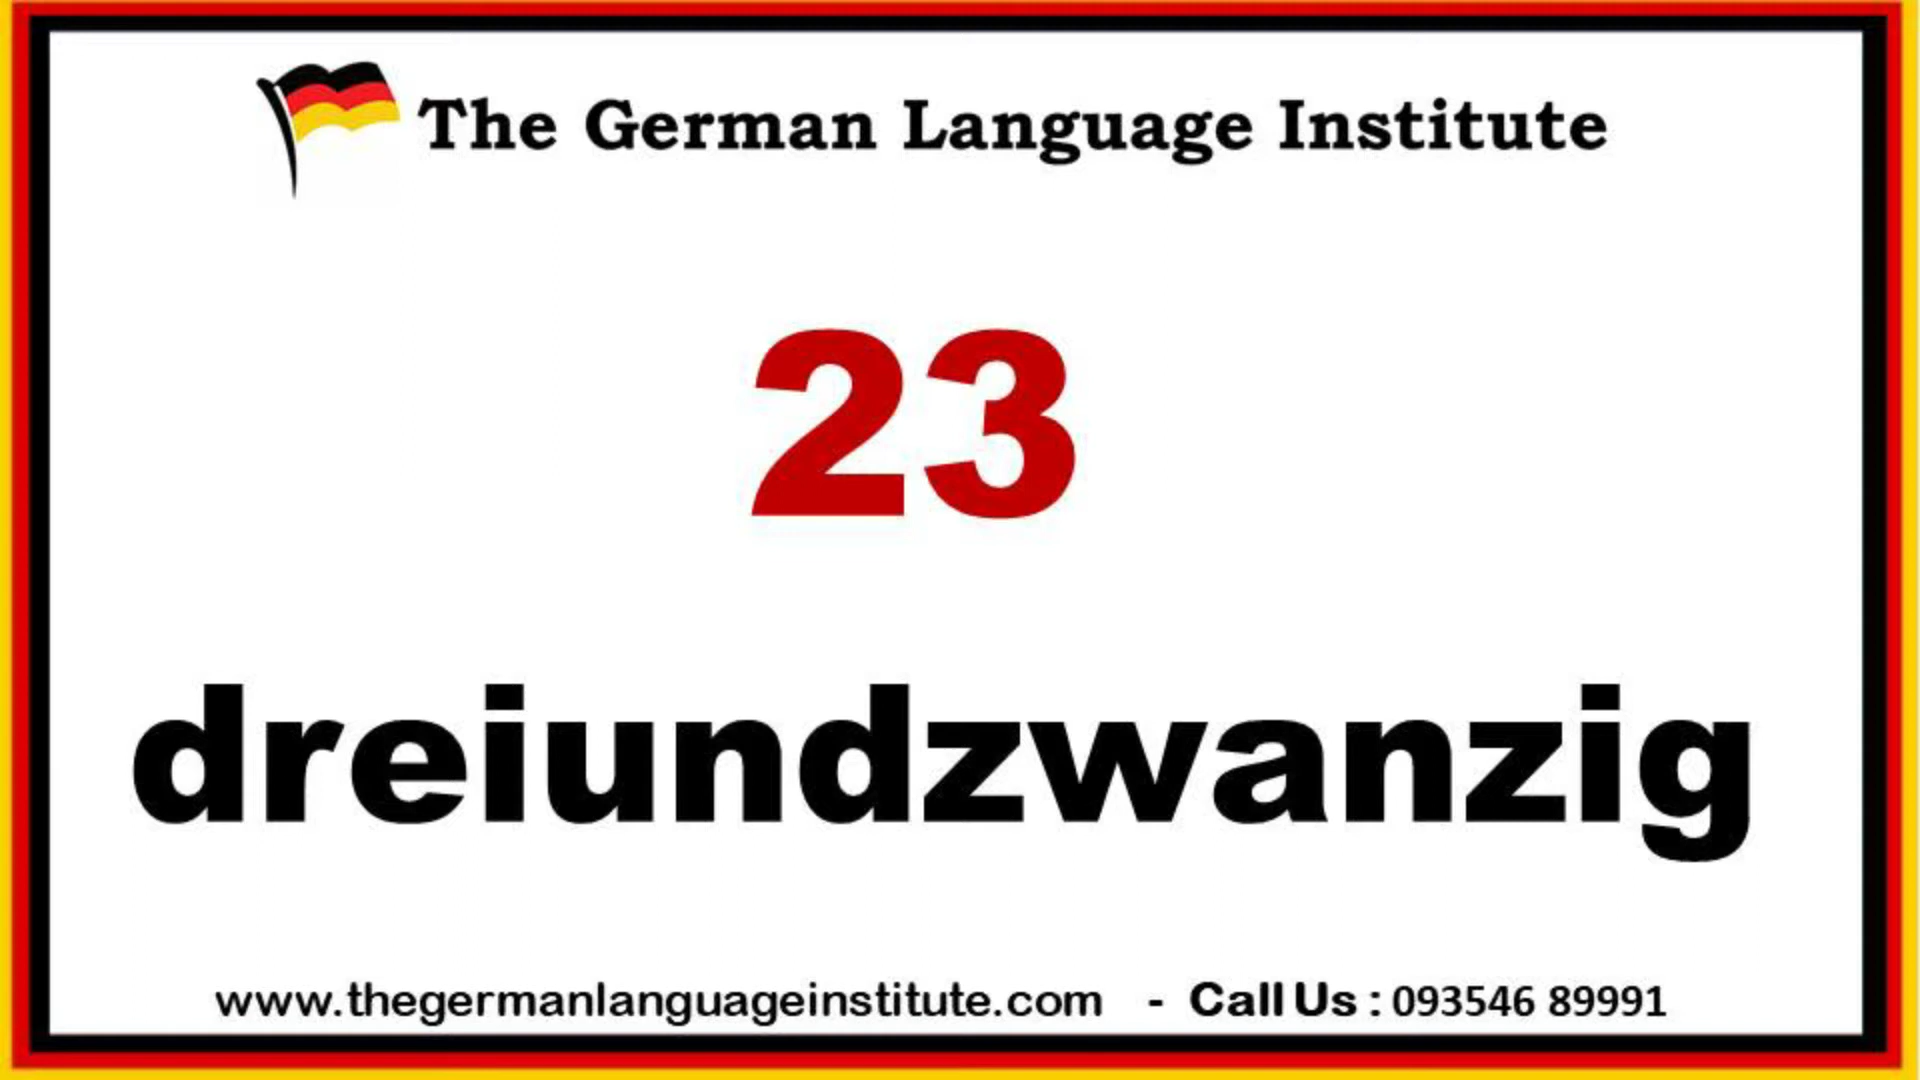 The German Language Institute
23
dreiundzwanzig
www.thegermanlanguageinstitute.com - Call Us : 093546 89991